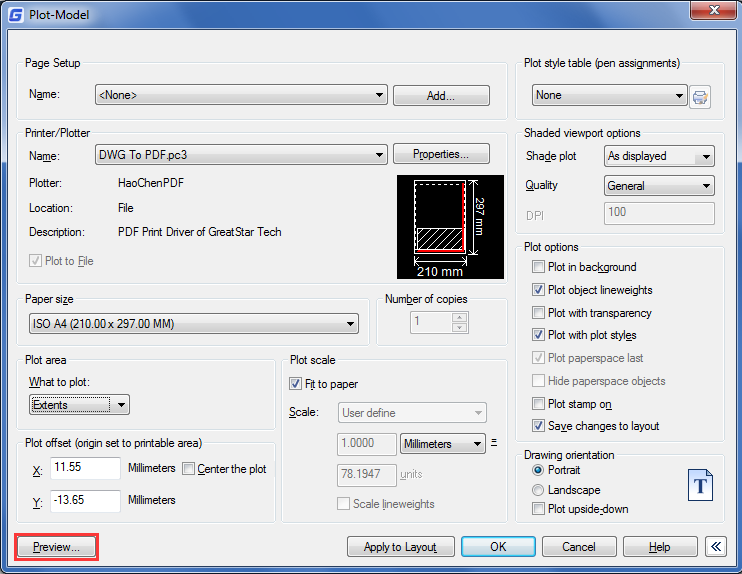 G Plot-Model
Page Setup
Name: <None> Add...
Printer/Plotter
Name: DWG To PDF.pc3 Properties...
Plotter: HaoChenPDF
Location: File
Description: PDF Print Driver of GreatStar Tech
Plot to File
297 mm
210 mm
Paper size
ISO A4 (210.00 x 297.00 MM)
Number of copies
1
Plot area
What to plot:
Extents
Plot offset (origin set to printable area)
X: 11.55 Millimeters Center the plot
Y: -13.65 Millimeters
Plot scale
Fit to paper
Scale: User define
1.0000 Millimeters =
78.1947 units
Scale lineweights
Plot style table (pen assignments)
None
Shaded viewport options
Shade plot As displayed
Quality General
DPI 100
Plot options
Plot in background
Plot object lineweights
Plot with transparency
Plot with plot styles
Plot paperspace last
Hide paperspace objects
Plot stamp on
Save changes to layout
Drawing orientation
Portrait
Landscape
Plot upside-down
T
Preview... Apply to Layout OK Cancel Help